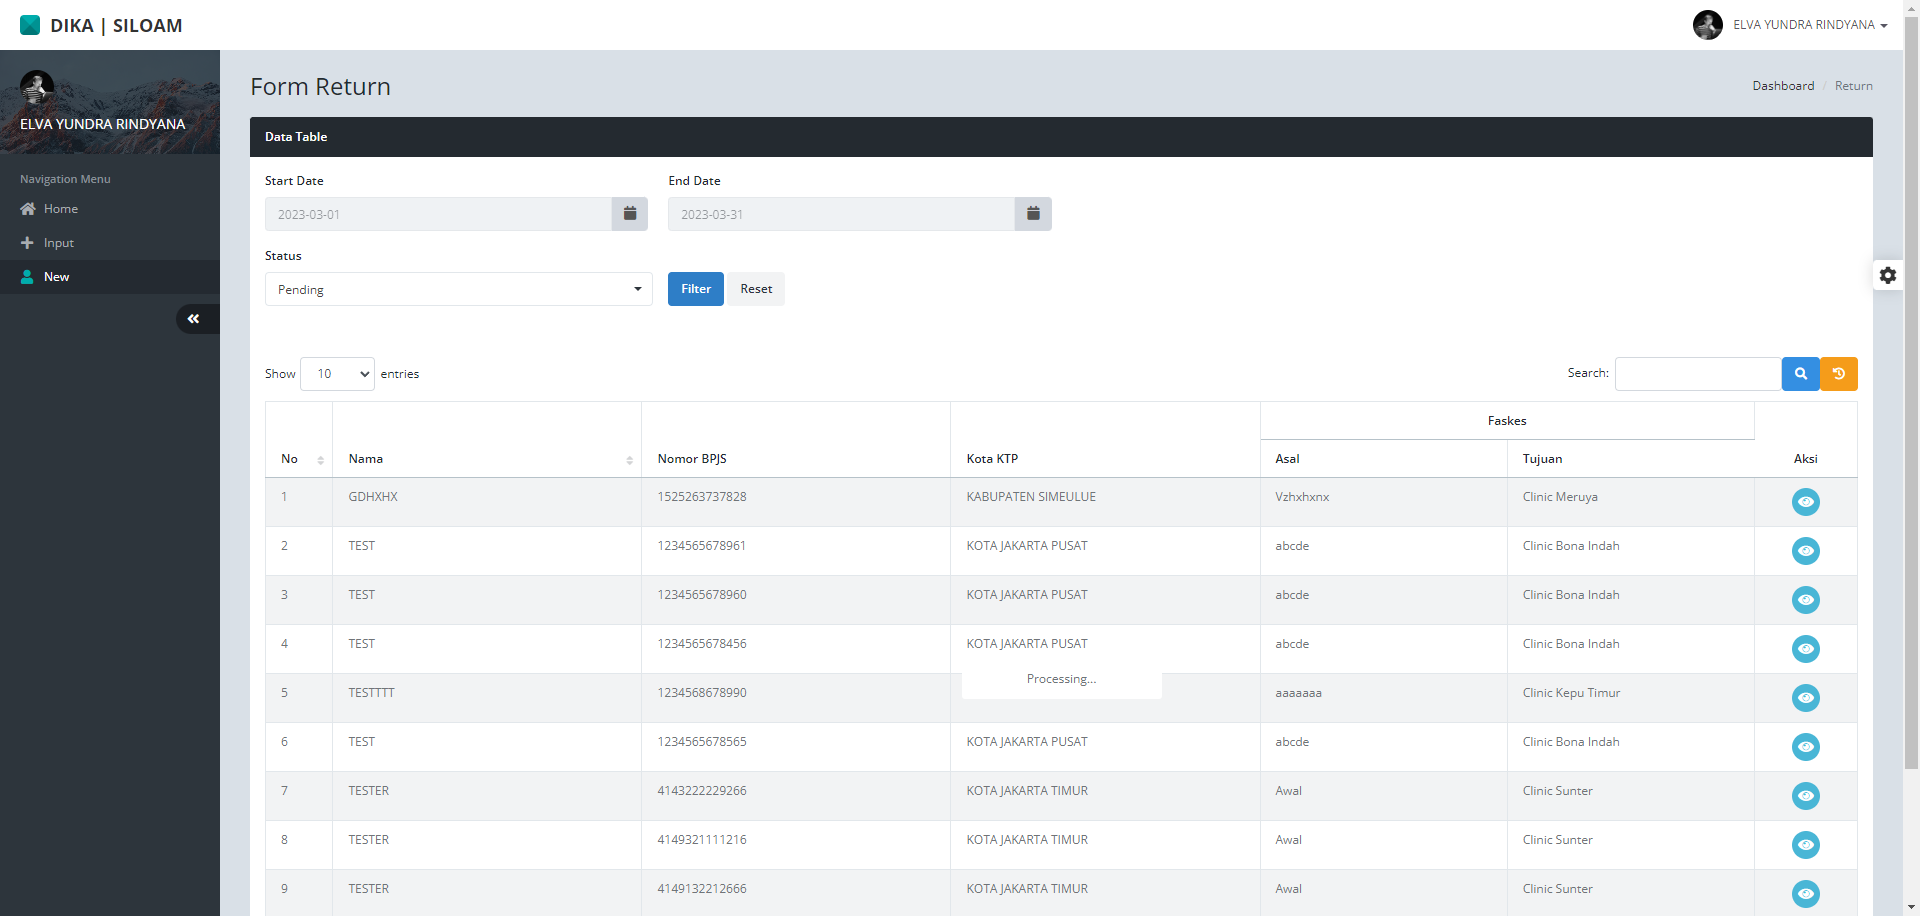 DIKA | SILOAM
ELVA YUNDRA RINDYANA
ELVA YUNDRA RINDYANA
Navigation Menu
Home
Input
New
Form Return
Dashboard / Return
Data Table
Start Date End Date
2023-03-01 2023-03-31
Status
Pending Filter Reset
Show 10 entries Search:
Faskes
No Nama Nomor BPJS Kota KTP Asal Tujuan Aksi
1 GDHXHX 1525263737828 KABUPATEN SIMEULUE Vzhxhxnx Clinic Meruya
2 TEST 1234565678961 KOTA JAKARTA PUSAT abcde Clinic Bona Indah
3 TEST 1234565678960 KOTA JAKARTA PUSAT abcde Clinic Bona Indah
4 TEST 1234565678456 KOTA JAKARTA PUSAT abcde Clinic Bona Indah
Processing...
5 TESTTTT 1234568678990 aaaaaaa Clinic Kepu Timur
6 TEST 1234565678565 KOTA JAKARTA PUSAT abcde Clinic Bona Indah
7 TESTER 4143222229266 KOTA JAKARTA TIMUR Awal Clinic Sunter
8 TESTER 4149321111216 KOTA JAKARTA TIMUR Awal Clinic Sunter
9 TESTER 4149132212666 KOTA JAKARTA TIMUR Awal Clinic Sunter